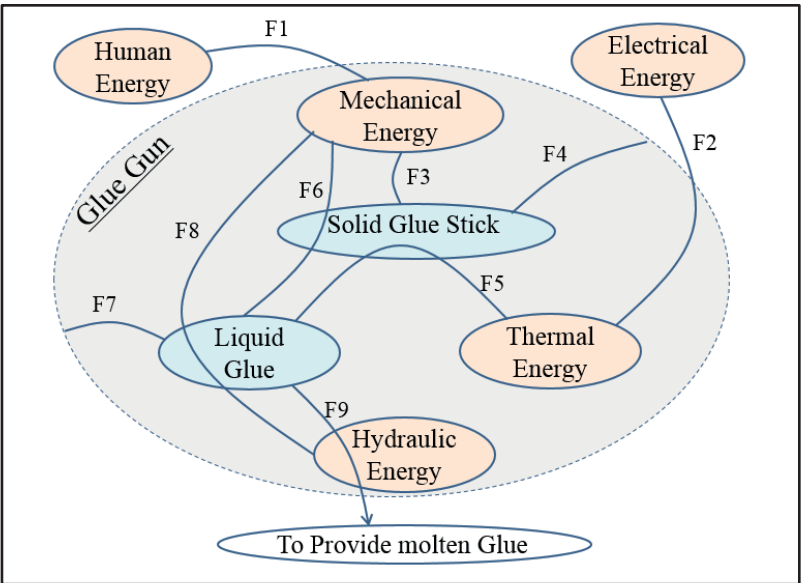 F1
Human
Energy
Electrical
Energy
Mechanical
Energy
F2
F4
Glue Gun
F3
F6
Solid Glue Stick
F8
F5
F7
Liquid
Glue
Thermal
Energy
F9
Hydraulic
Energy
To Provide molten Glue